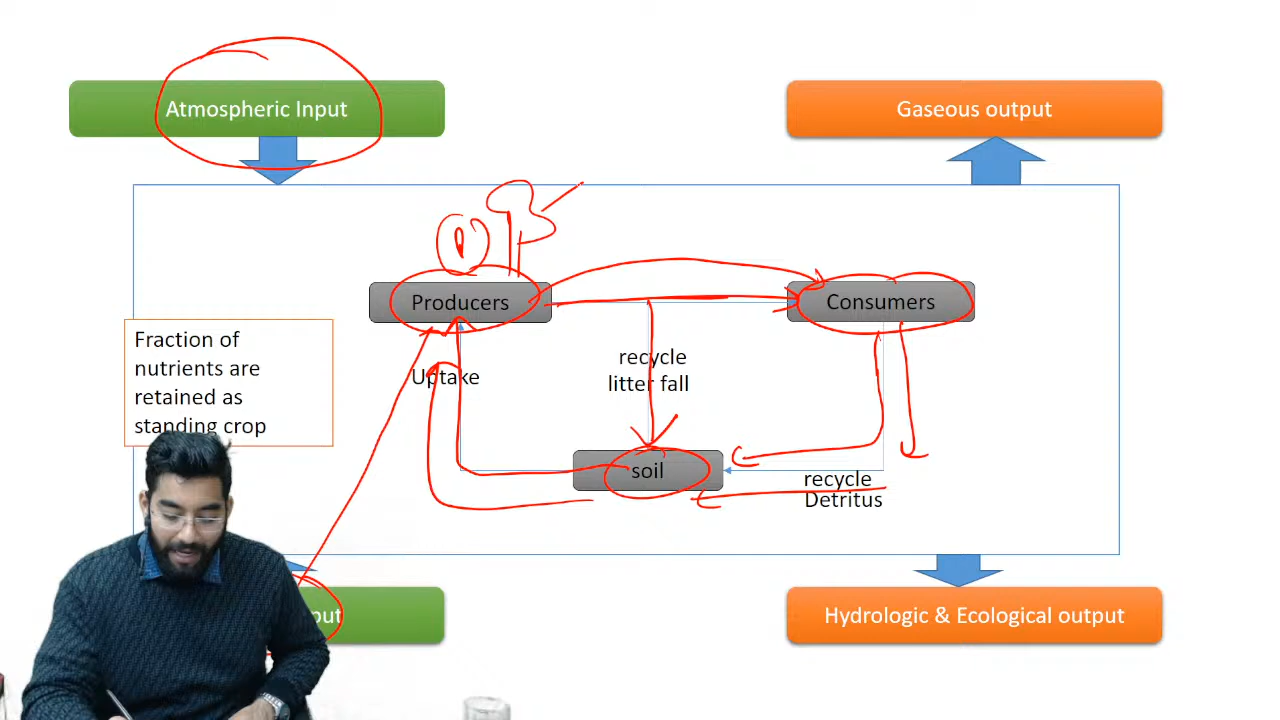 Atmospheric Input
Gaseous output
Producers
Consumers
Fraction of
nutrients are
retained as
standing crop
Uptake
recycle
litter fall
soil
recycle
Detritus
Hydrologic & Ecological output